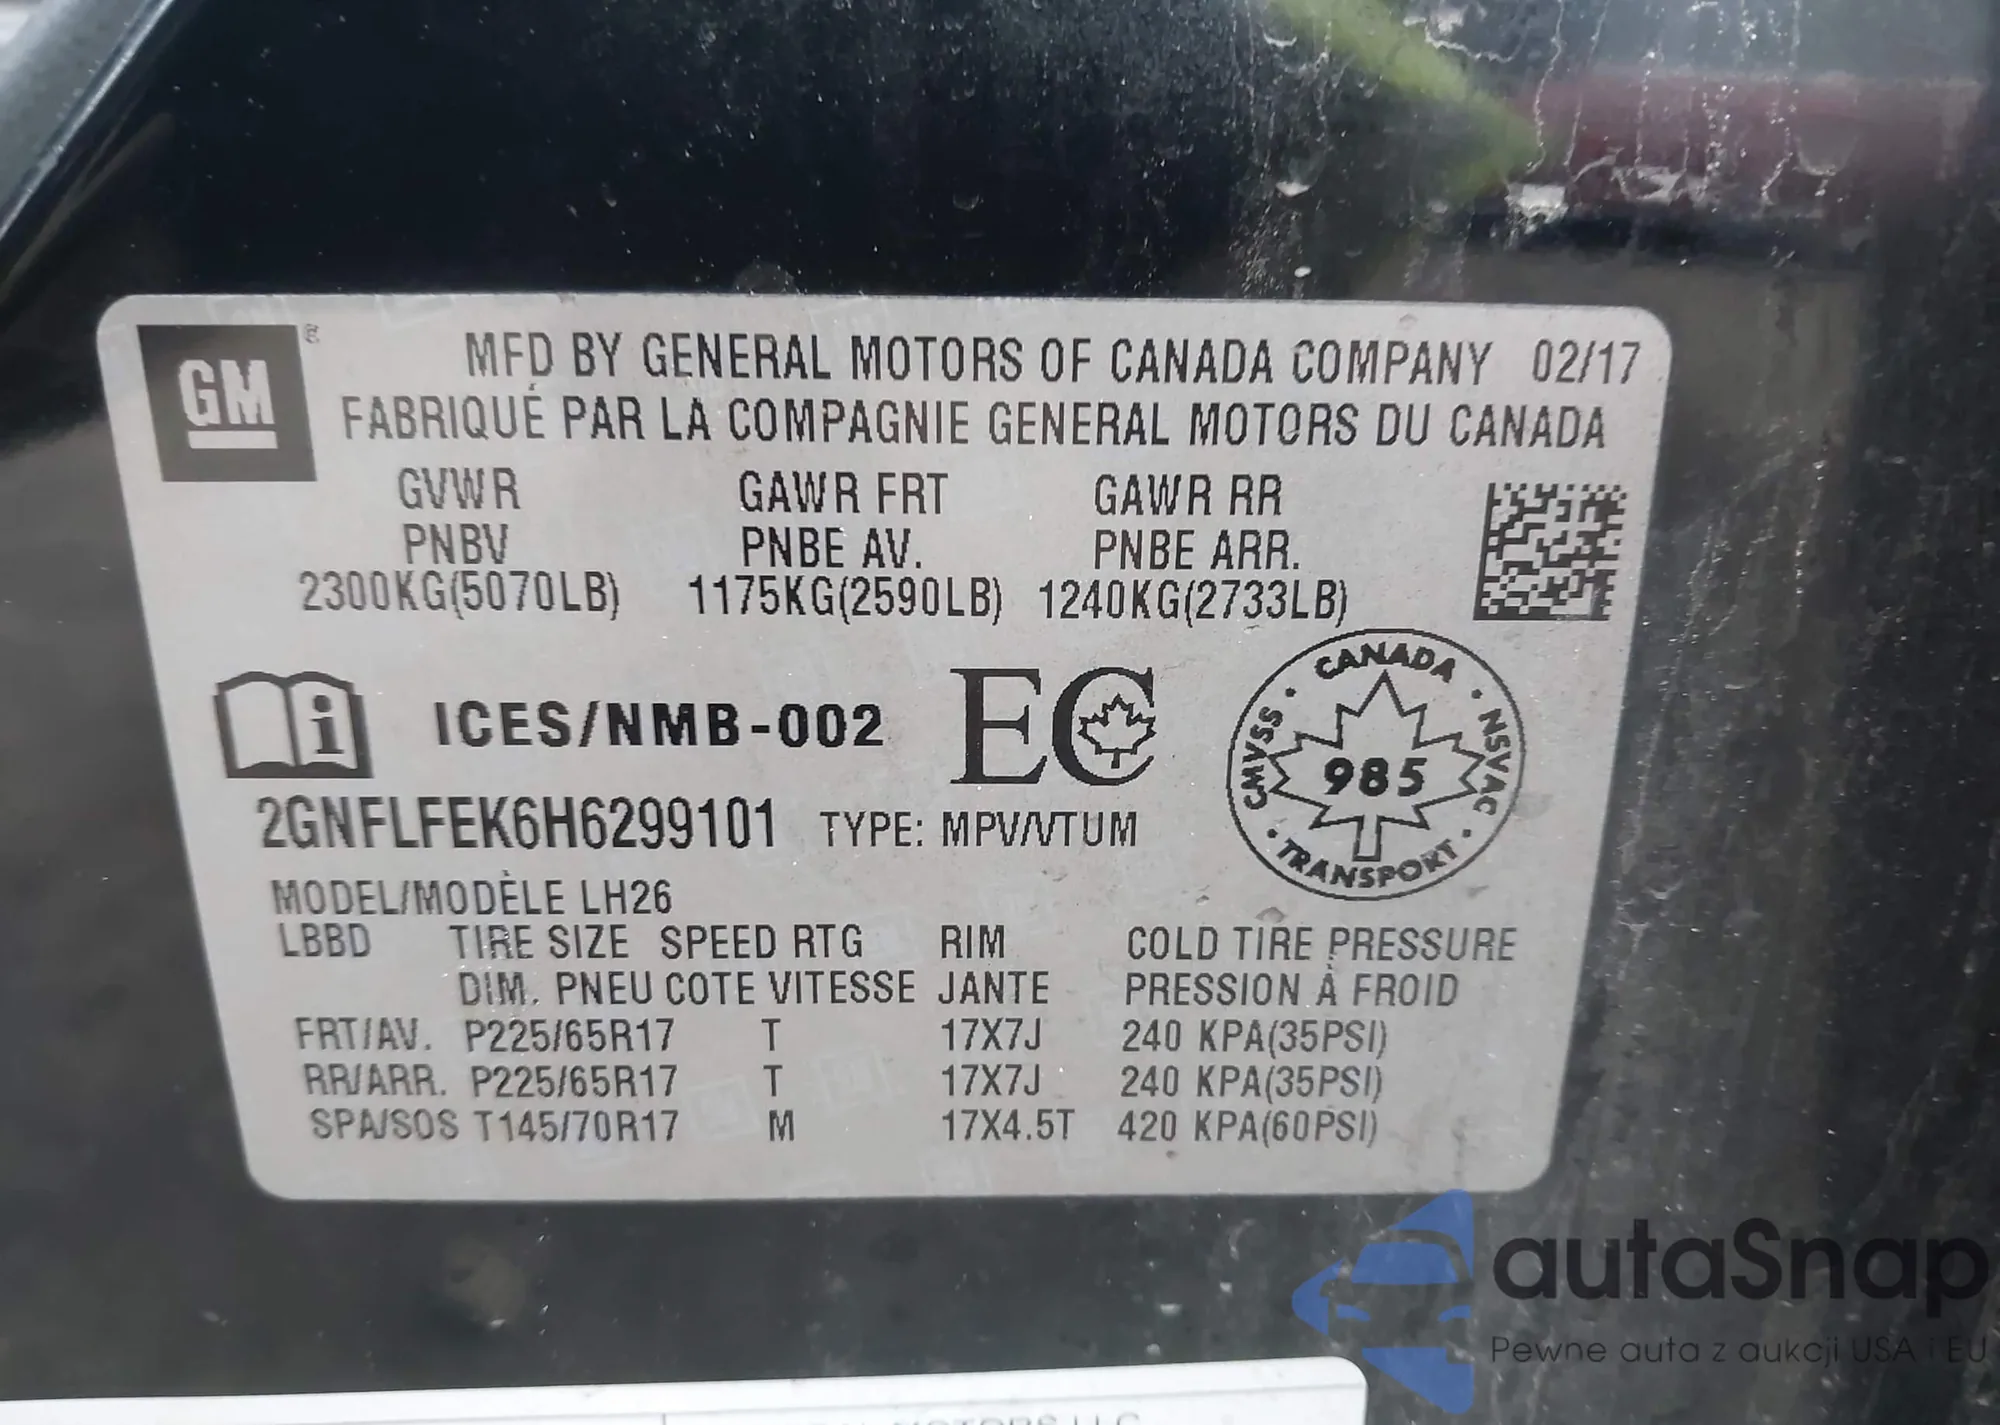 GM ®
MFD BY GENERAL MOTORS OF CANADA COMPANY 02/17
FABRIQUÉ PAR LA COMPAGNIE GENERAL MOTORS DU CANADA
GVWR GAWR FRT GAWR RR
PNBV PNBE AV. PNBE ARR.
2300KG(5070LB) 1175KG(2590LB) 1240KG(2733LB)
i ICES/NMB-002 EC
CANADA
CMVSS 985 NSVAC
TRANSPORT
2GNFLFEK6H6299101 TYPE: MPV/VTUM
MODEL/MODÈLE LH26
LBBD TIRE SIZE SPEED RTG RIM COLD TIRE PRESSURE
DIM. PNEU COTE VITESSE JANTE PRESSION À FROID
FRT/AV. P225/65R17 T 17X7J 240 KPA(35PSI)
RR/ARR. P225/65R17 T 17X7J 240 KPA(35PSI)
SPA/SOS T145/70R17 M 17X4.5T 420 KPA(60PSI)
autaSnap
Pewne auta z aukcji USA i EU
MOTORS LLC